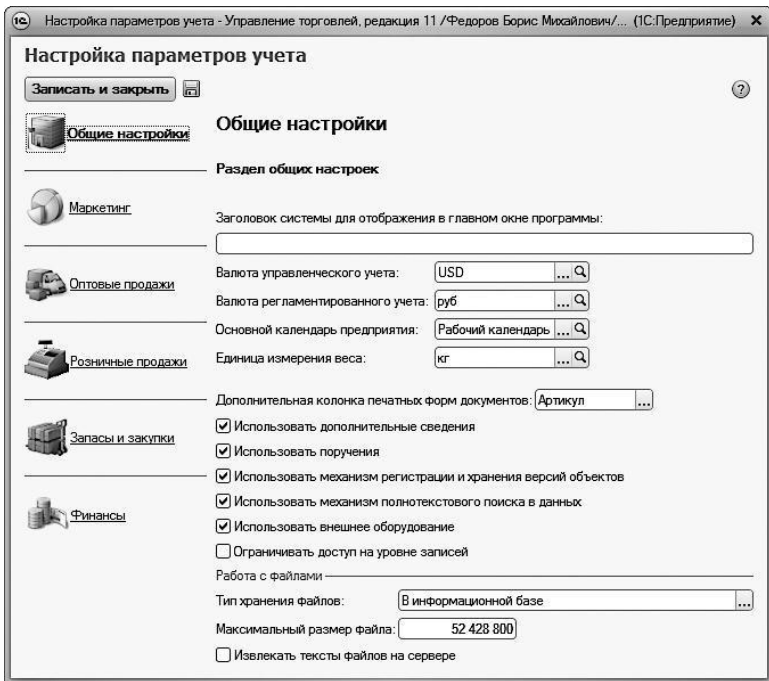 Настройка параметров учета - Управление торговлей, редакция 11 /Федоров Борис Михайлович/... (1С:Предприятие)
Настройка параметров учета
Записать и закрыть
Общие настройки
Маркетинг
Оптовые продажи
Розничные продажи
Запасы и закупки
Финансы
Общие настройки
Раздел общих настроек
Заголовок системы для отображения в главном окне программы:
Валюта управленческого учета: USD ...
Валюта регламентированного учета: руб ...
Основной календарь предприятия: Рабочий календарь ...
Единица измерения веса: кг ...
Дополнительная колонка печатных форм документов: Артикул ...
Использовать дополнительные сведения
Использовать поручения
Использовать механизм регистрации и хранения версий объектов
Использовать механизм полнотекстового поиска в данных
Использовать внешнее оборудование
Ограничивать доступ на уровне записей
Работа с файлами
Тип хранения файлов: В информационной базе ...
Максимальный размер файла: 52 428 800
Извлекать тексты файлов на сервере